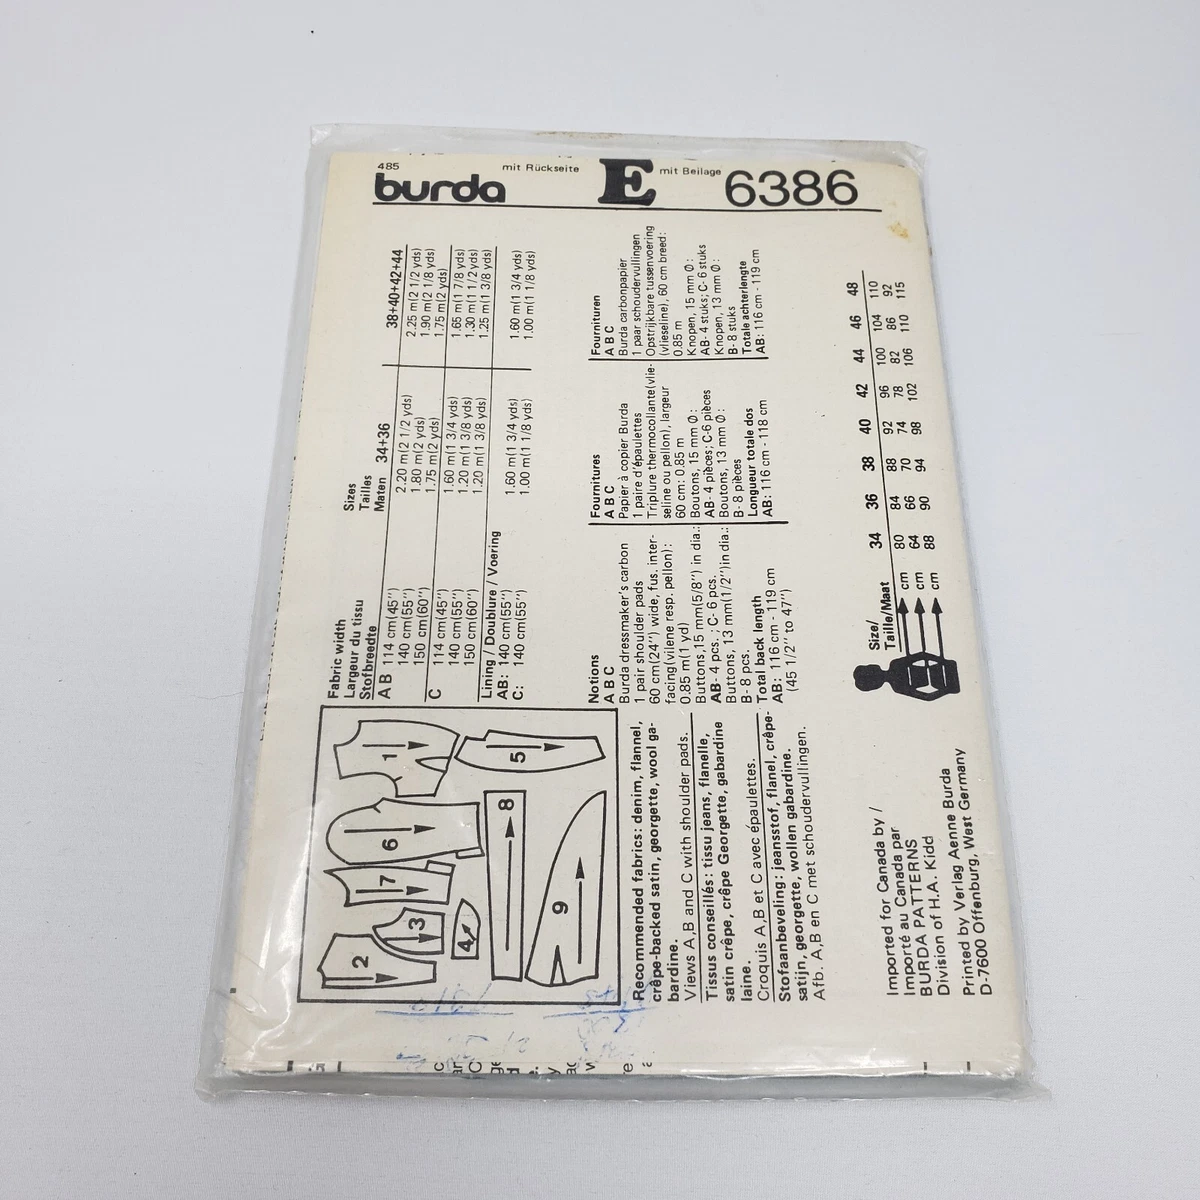 485
mit Rückseite
E
mit Beilage
burda
6386
Fabric width
Largeur du tissu
Stofbreedte
Sizes
Tailles
Maten
34+36
38+40+42+44
A B 114 cm(45") 2.20 m(2 1/2 yds) 2.25 m(2 1/2 yds)
140 cm(55") 1.80 m(2 yds) 1.90 m(2 1/8 yds)
150 cm(60") 1.75 m(2 yds) 1.75 m(2 yds)
C 114 cm(45") 1.60 m(1 3/4 yds) 1.65 m(1 7/8 yds)
140 cm(55") 1.20 m(1 3/8 yds) 1.30 m(1 1/2 yds)
150 cm(60") 1.20 m(1 3/8 yds) 1.25 m(1 3/8 yds)
Lining / Doublure / Voering
AB: 140 cm(55") 1.60 m(1 3/4 yds) 1.60 m(1 3/4 yds)
C: 140 cm(55") 1.00 m(1 1/8 yds) 1.00 m(1 1/8 yds)
1
5
6
8
7
3
9
2
4
Notions
A B C
Burda dressmaker's carbon
1 pair shoulder pads
60 cm(24") wide, fus. inter-
facing(vilene resp. pellon):
0.85 m(1 yd)
Buttons,15 mm(5/8") in dia.:
AB- 4 pcs. ; C- 6 pcs.
Buttons, 13 mm(1/2")in dia.:
B- 8 pcs.
Total back length
AB: 116 cm - 119 cm
(45 1/2" to 47")
Fournitures
A B C
Papier à copier Burda
1 paire d'épaulettes
Triplure thermocollante(vlie-
seline ou pellon), largeur
60 cm: 0.85 m
Boutons, 15 mm Ø:
AB- 4 pièces; C-6 pièces
Boutons, 13 mm Ø:
B- 8 pièces
Longueur totale dos
AB: 116 cm - 118 cm
Fournituren
A B C
Burda carbonpapier
1 paar schoudervullingen
Opstrijkbare tussenvoering
(vlieseline), 60 cm breed:
0.85 m
Knopen, 15 mm Ø:
AB- 4 stuks; C- 6 stuks
Knopen, 13 mm Ø:
B- 8 stuks
Totale achterlengte
AB: 116 cm - 119 cm
Recommended fabrics: denim, flannel,
crêpe-backed satin, georgette, wool ga-
bardine.
Views A,B and C with shoulder pads.
Tissus conseillés: tissu jeans, flanelle,
satin crêpe, crêpe Georgette, gabardine
laine.
Croquis A,B et C avec épaulettes.
Stofaanbeveling: jeansstof, flanel, crêpe-
satijn, georgette, wollen gabardine.
Afb. A,B en C met schoudervullingen.
Size/
Taille/Maat 34 36 38 40 42 44 46 48
cm 80 84 88 92 96 100 104 110
cm 64 66 70 74 78 82 86 92
cm 88 90 94 98 102 106 110 115
Imported for Canada by /
Importé au Canada par
BURDA PATTERNS
Division of H.A. Kidd
Printed by Verlag Aenne Burda
D-7600 Offenburg, West Germany